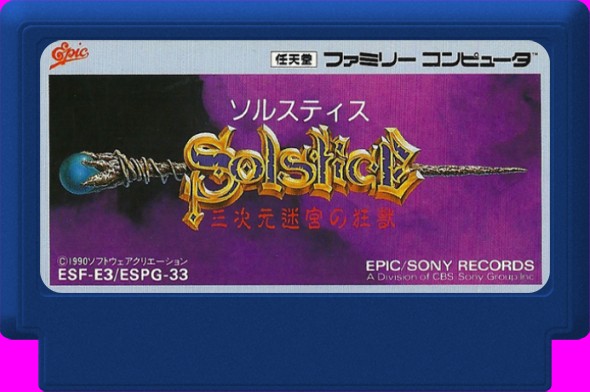 Epic
任天堂 ファミリー コンピュータ™
ソルスティス
Solstice
三次元迷宮の狂獣
©1990ソフトウェアクリエーション
ESF-E3/ESPG-33
EPIC/SONY RECORDS
A Division of CBS/Sony Group Inc.